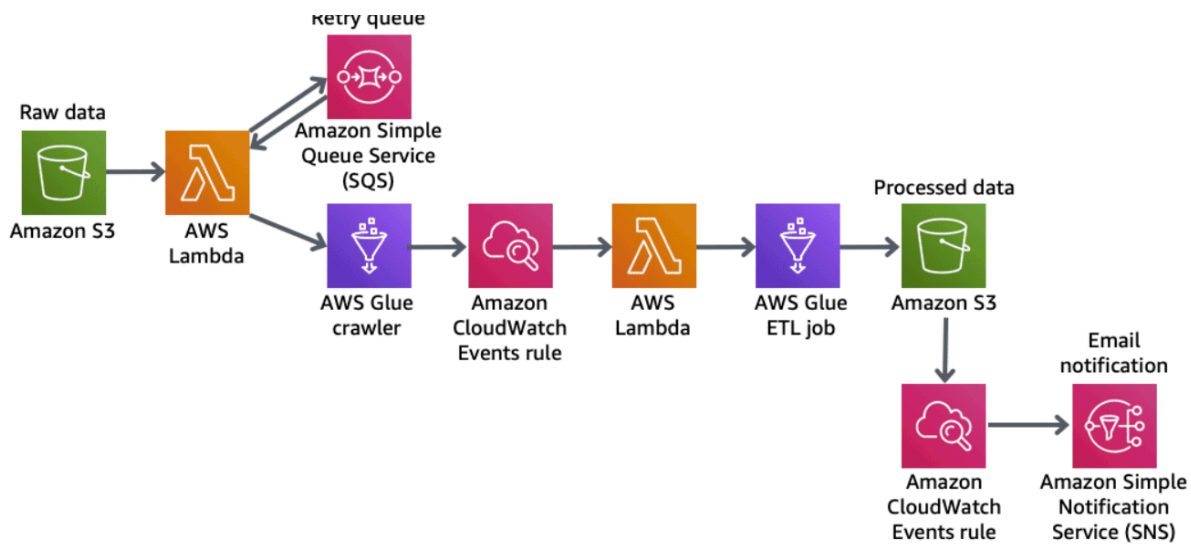 Retry queue
Raw data
Amazon Simple
Queue Service
(SQS)
Amazon S3
AWS
Lambda
Processed data
AWS Glue
crawler
Amazon
CloudWatch
Events rule
AWS
Lambda
AWS Glue
ETL job
Amazon S3
Email
notification
Amazon
CloudWatch
Events rule
Amazon Simple
Notification
Service (SNS)